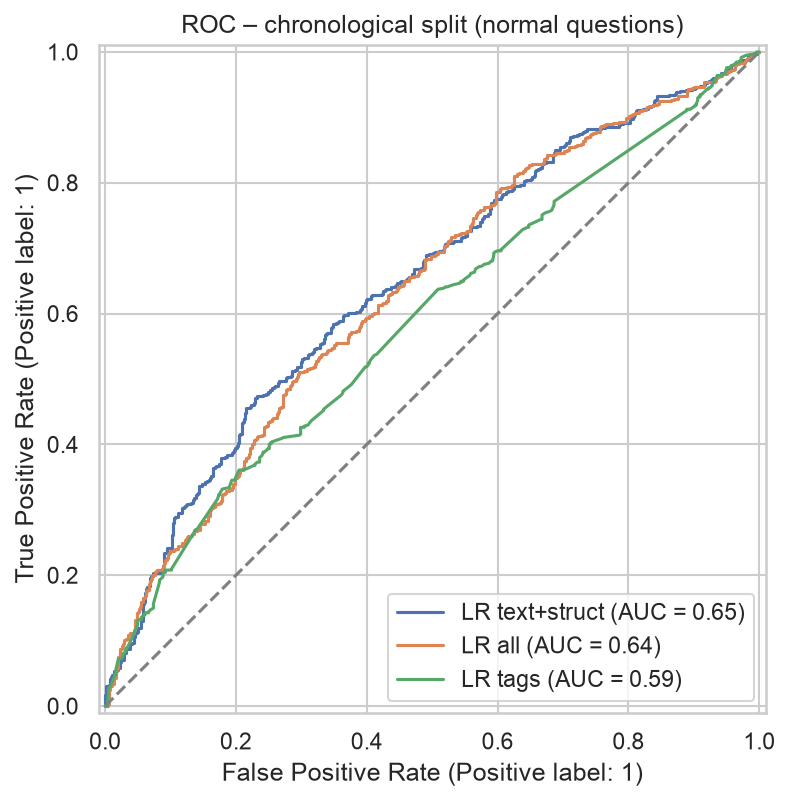 ROC – chronological split (normal questions)
True Positive Rate (Positive label: 1)
1.0
0.8
0.6
0.4
0.2
0.0
LR text+struct (AUC = 0.65)
LR all (AUC = 0.64)
LR tags (AUC = 0.59)
0.0 0.2 0.4 0.6 0.8 1.0
False Positive Rate (Positive label: 1)